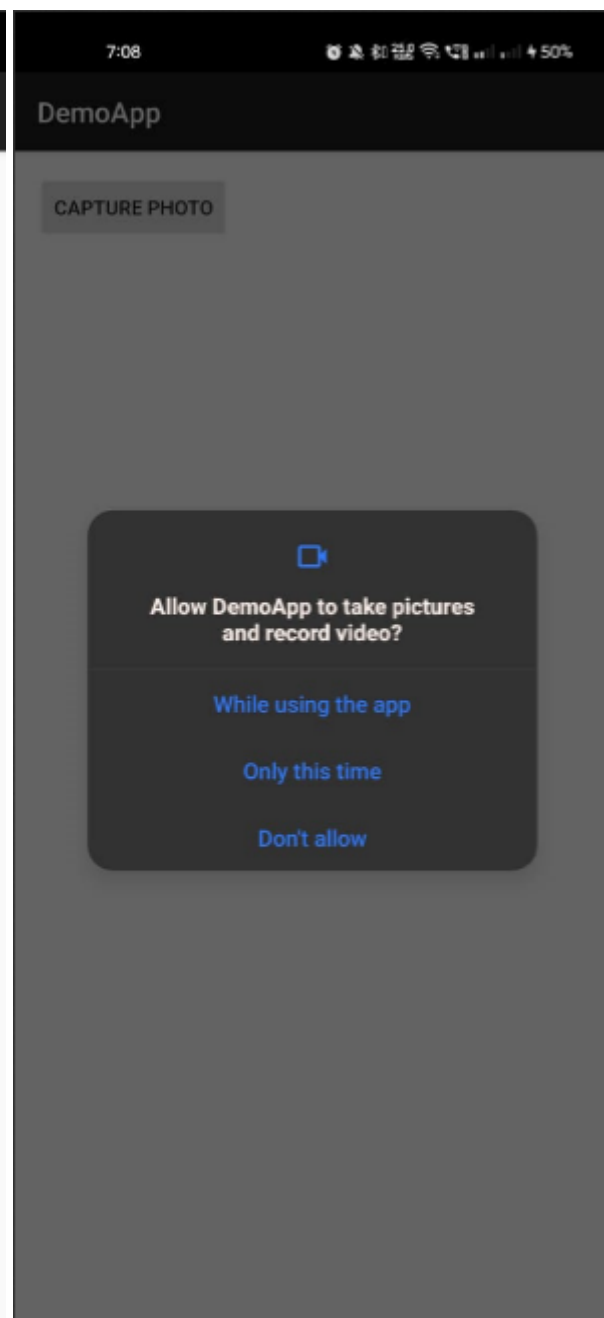 7:08 50%
DemoApp
CAPTURE PHOTO
Allow DemoApp to take pictures
and record video?
While using the app
Only this time
Don't allow